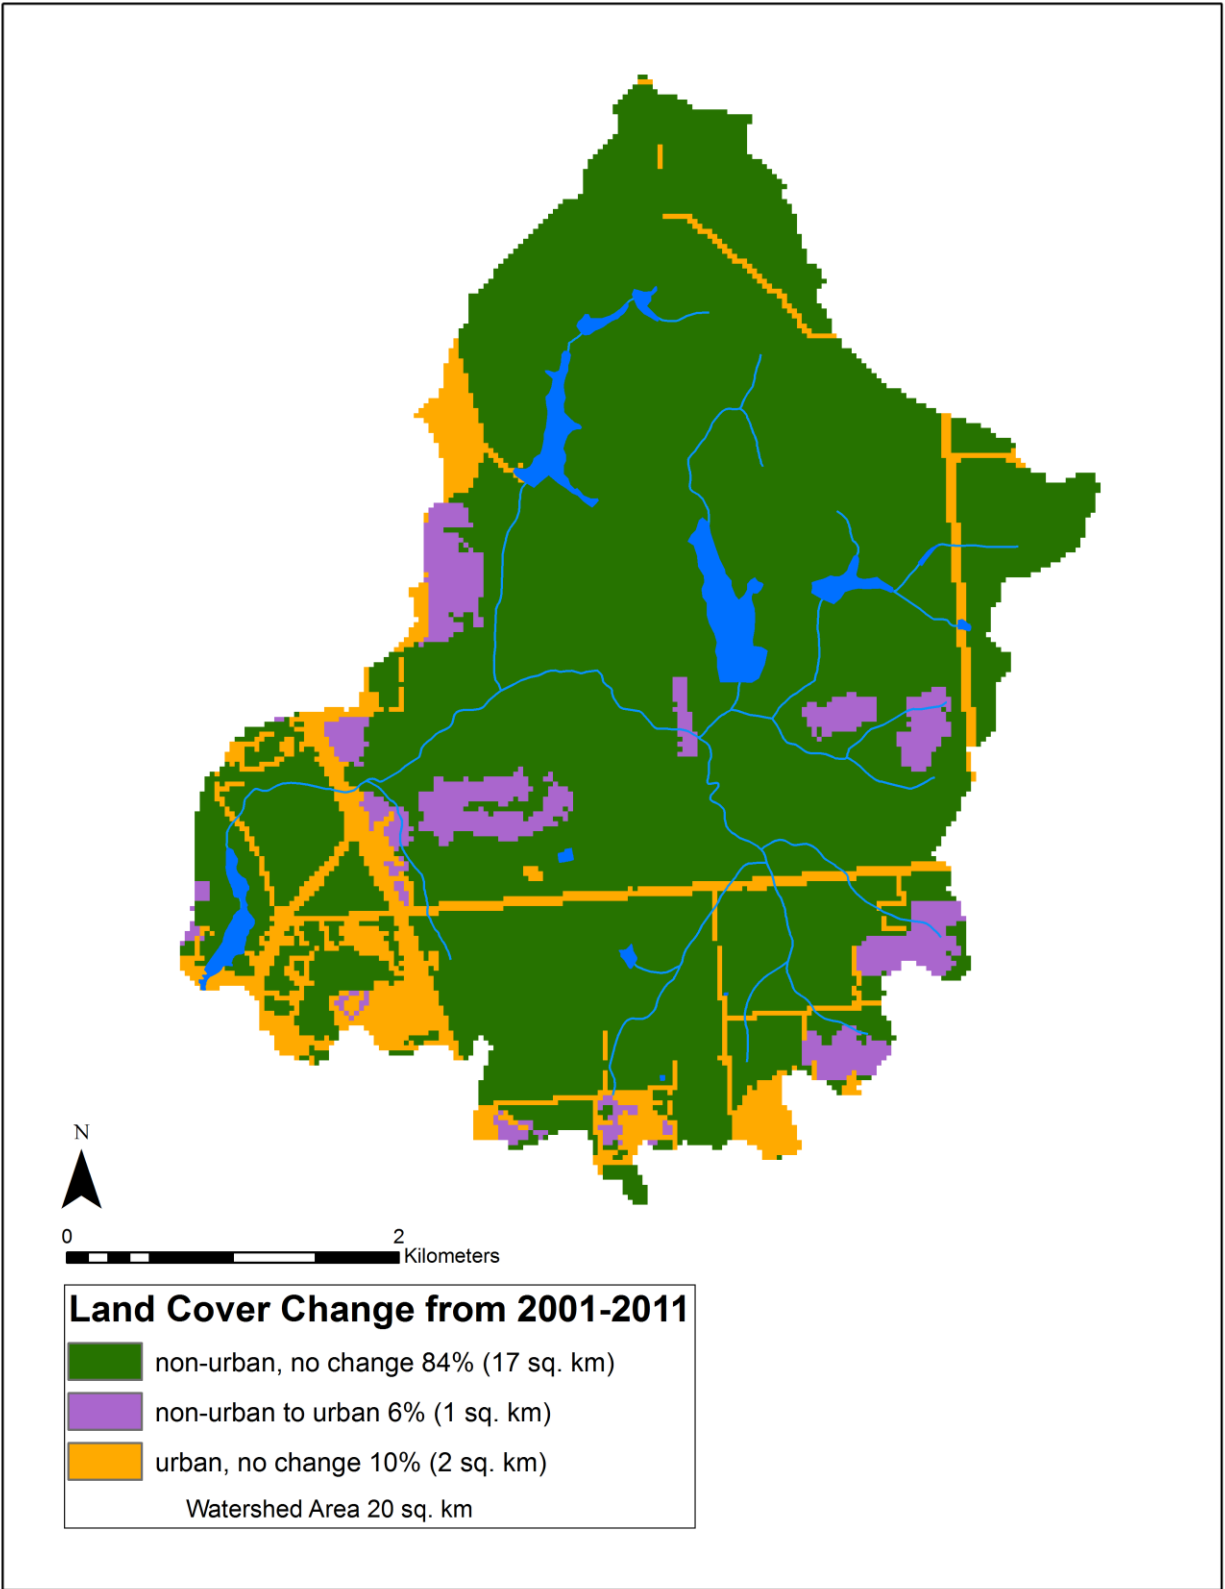 N
0 2
Kilometers
Land Cover Change from 2001-2011
non-urban, no change 84% (17 sq. km)
non-urban to urban 6% (1 sq. km)
urban, no change 10% (2 sq. km)
Watershed Area 20 sq. km